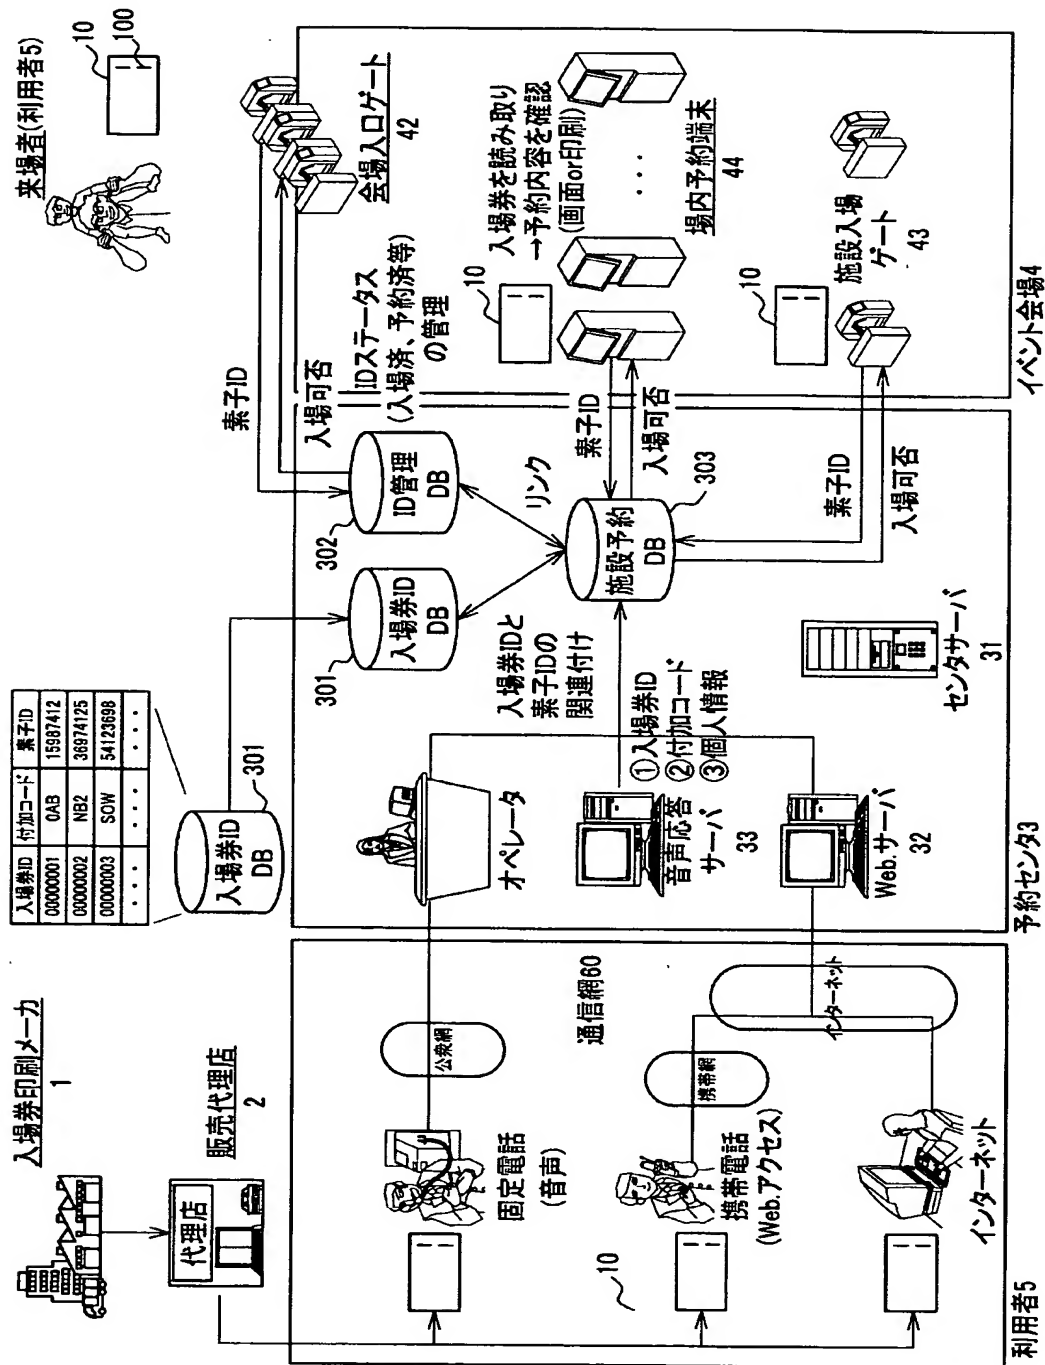 入場券印刷メーカ
1
販売代理店
2
代理店
入場券ID 付加コード 素子ID
00000001 0AB 15987412
00000002 NB2 36974125
00000003 SOW 54123698
・・・・ ・・・・ ・・・・
入場券ID
DB
301
来場者(利用者5)
10
100
利用者5
固定電話
(音声)
10
携帯電話
(Web.アクセス)
インターネット
通信網60
公衆網
携帯網
インターネット
予約センタ3
オペレータ
音声応答
サーバ
33
Web.サーバ
32
①入場券ID
②付加コード
③個人情報
入場券IDと
素子IDの
関連付け
301
入場券ID
DB
302
ID管理
DB
リンク
施設予約
DB
303
センタサーバ
31
素子ID
入場可否
IDステータス
(入場済、予約済等)
の管理
素子ID
入場可否
素子ID
入場可否
イベント会場4
会場入口ゲート
42
10
入場券を読み取り
→予約内容を確認
(画面or印刷)
・・・・
場内予約端末
44
10
施設入場
ゲート
43